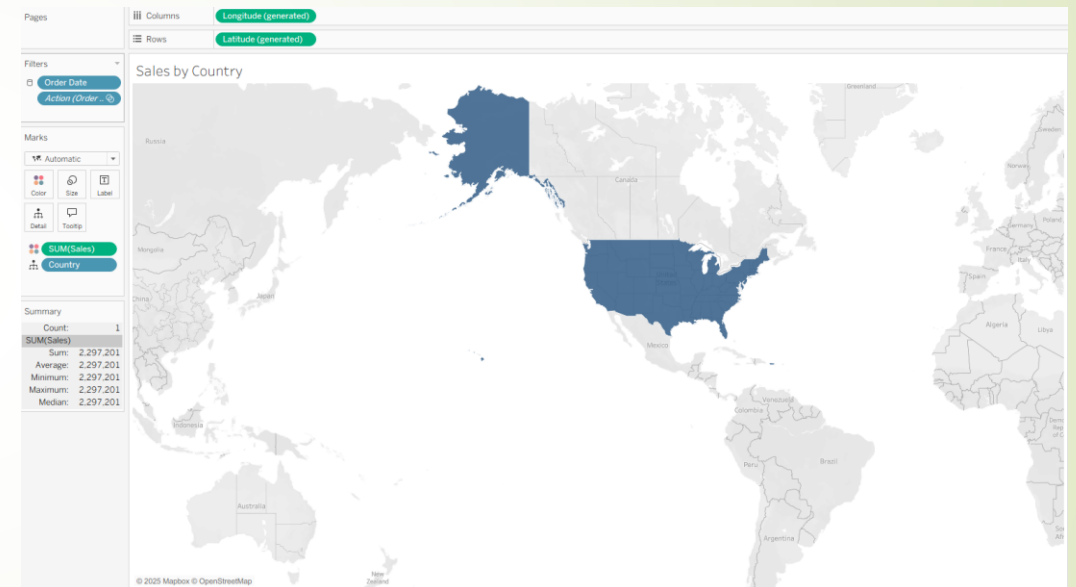 Pages
Columns
Longitude (generated)
Rows
Latitude (generated)
Filters
Order Date
Action (Order ..
Marks
Automatic
Color
Size
Label
Detail
Tooltip
SUM(Sales)
Country
Summary
Count: 1
SUM(Sales)
Sum: 2,297,201
Average: 2,297,201
Minimum: 2,297,201
Maximum: 2,297,201
Median: 2,297,201
Sales by Country
Greenland
Russia
Sweden
Norway
Canada
Poland
Germany
Mongolia
France
Italy
Spain
China
Japan
Algeria
Libya
Mexico
Venezuela
Colombia
Indonesia
Peru
Brazil
Australia
Argentina
New
Zealand
© 2025 Mapbox © OpenStreetMap